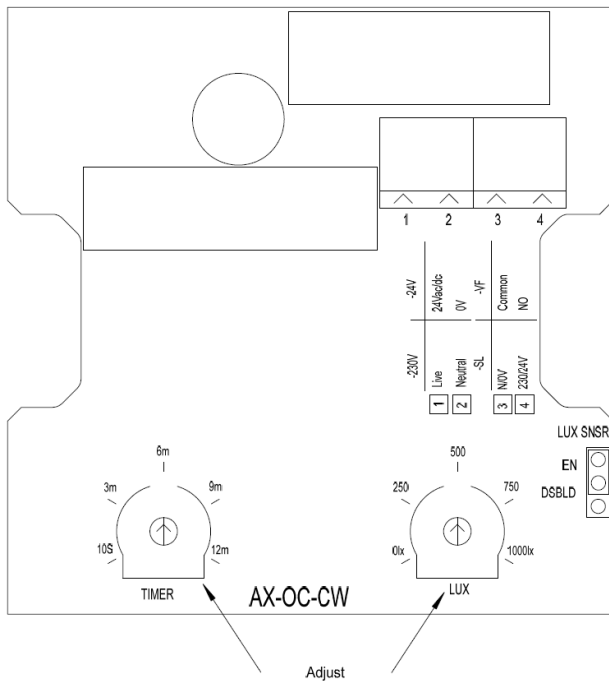 1 2 3 4
-24V 24Vac/dc 0V -VF Common NO
-230V Live Neutral -SL N/0V 230/24V
1 2 3 4
LUX SNSR
EN
DSBLD
6m
3m 9m
10S 12m
TIMER
500
250 750
0lx 1000lx
LUX
AX-OC-CW
Adjust